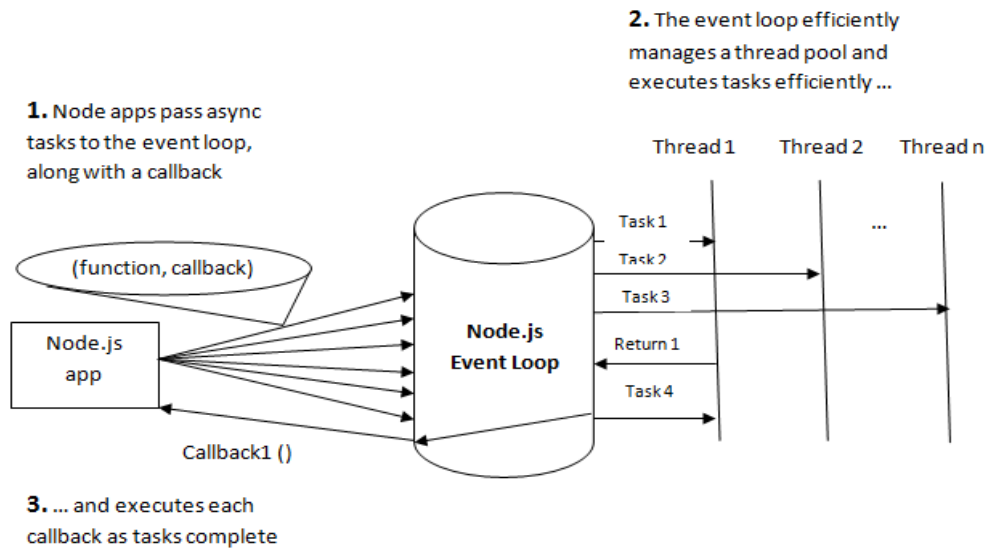 2. The event loop efficiently
manages a thread pool and
executes tasks efficiently ...
1. Node apps pass async
tasks to the event loop,
along with a callback
Thread 1
Thread 2
Thread n
Task 1
...
Task 2
(function, callback)
Task 3
Node.js
app
Node.js
Event Loop
Return 1
Task 4
Callback1 ()
3. ... and executes each
callback as tasks complete